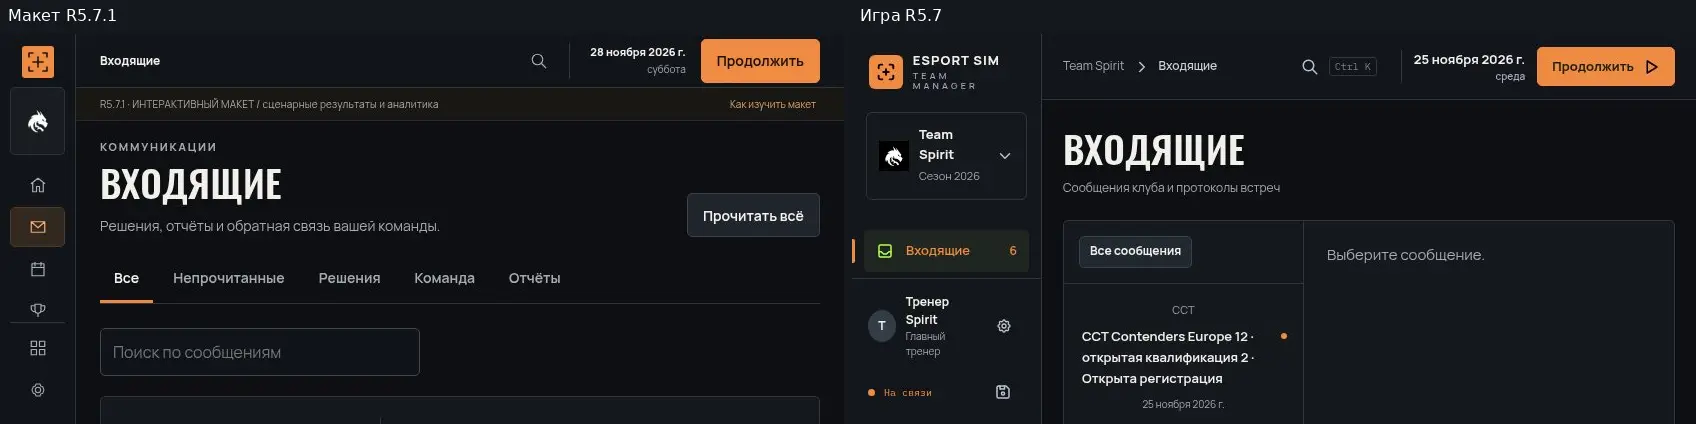 Макет R5.7.1
Входящие
28 ноября 2026 г.
суббота
Продолжить
R5.7.1 · ИНТЕРАКТИВНЫЙ МАКЕТ / сценарные результаты и аналитика
Как изучить макет
КОММУНИКАЦИИ
ВХОДЯЩИЕ
Решения, отчёты и обратная связь вашей команды.
Прочитать всё
Все
Непрочитанные
Решения
Команда
Отчёты
Поиск по сообщениям
Игра R5.7
ESPORT SIM
TEAM
MANAGER
Team
Spirit
Сезон 2026
Входящие 6
Тренер
Spirit
Т
Главный
тренер
На связи
Team Spirit
Входящие
Ctrl K
25 ноября 2026 г.
среда
Продолжить
ВХОДЯЩИЕ
Сообщения клуба и протоколы встреч
Все сообщения
CCT
CCT Contenders Europe 12 ·
открытая квалификация 2 ·
Открыта регистрация
25 ноября 2026 г.
Выберите сообщение.